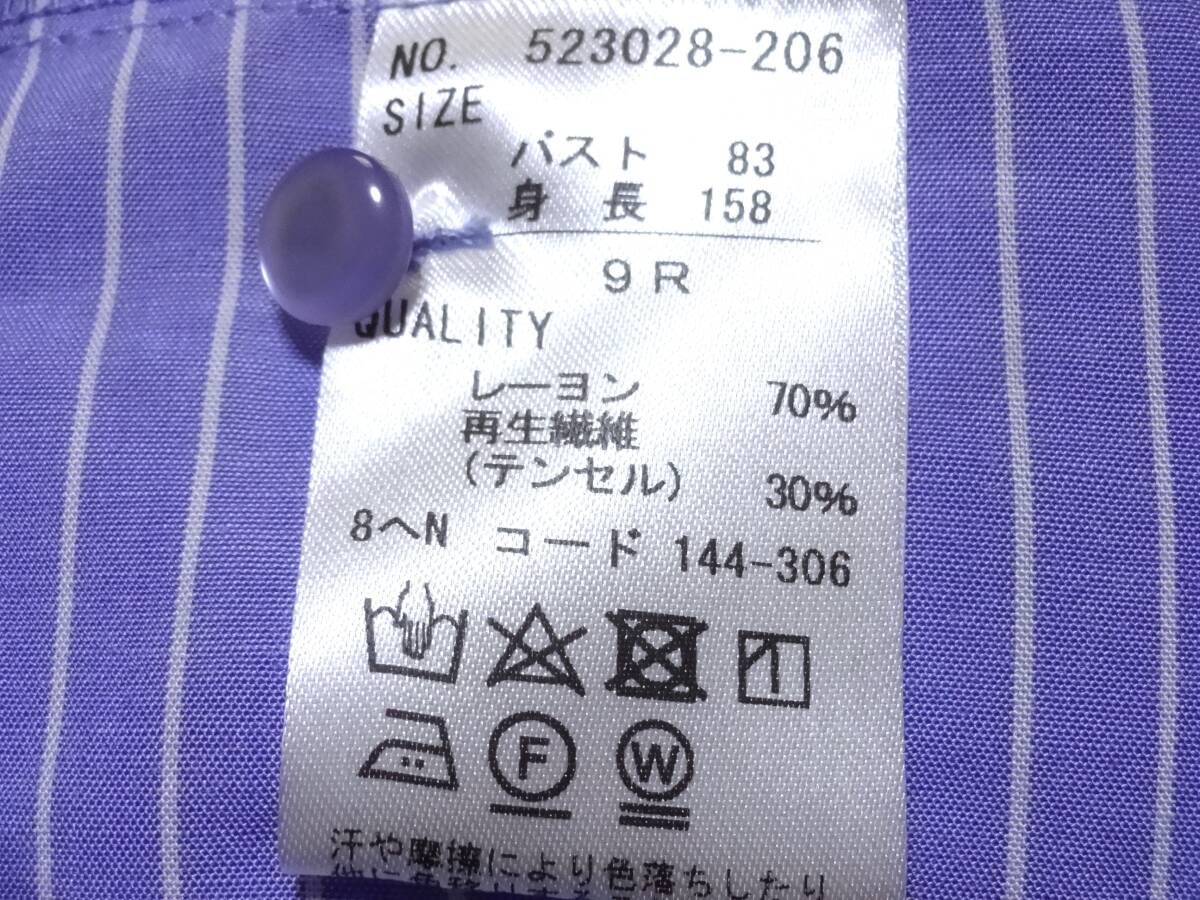 NO. 523028-206
SIZE
バスト 83
身 長 158
9R
QUALITY
レーヨン 70%
再生繊維
(テンセル) 30%
8ヘN コード 144-306
F W
汗や摩擦により色落ちしたり